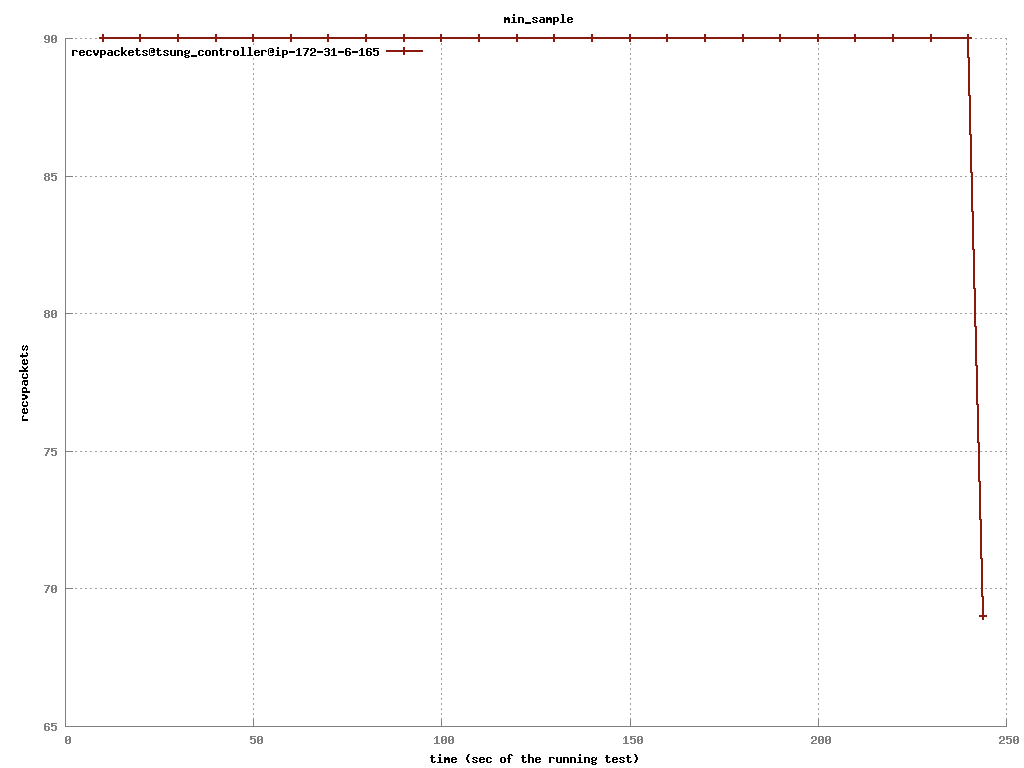 min_sample
90
recvpackets@tsung_controller@ip-172-31-6-165
85
80
recvpackets
75
70
65
0 50 100 150 200 250
time (sec of the running test)